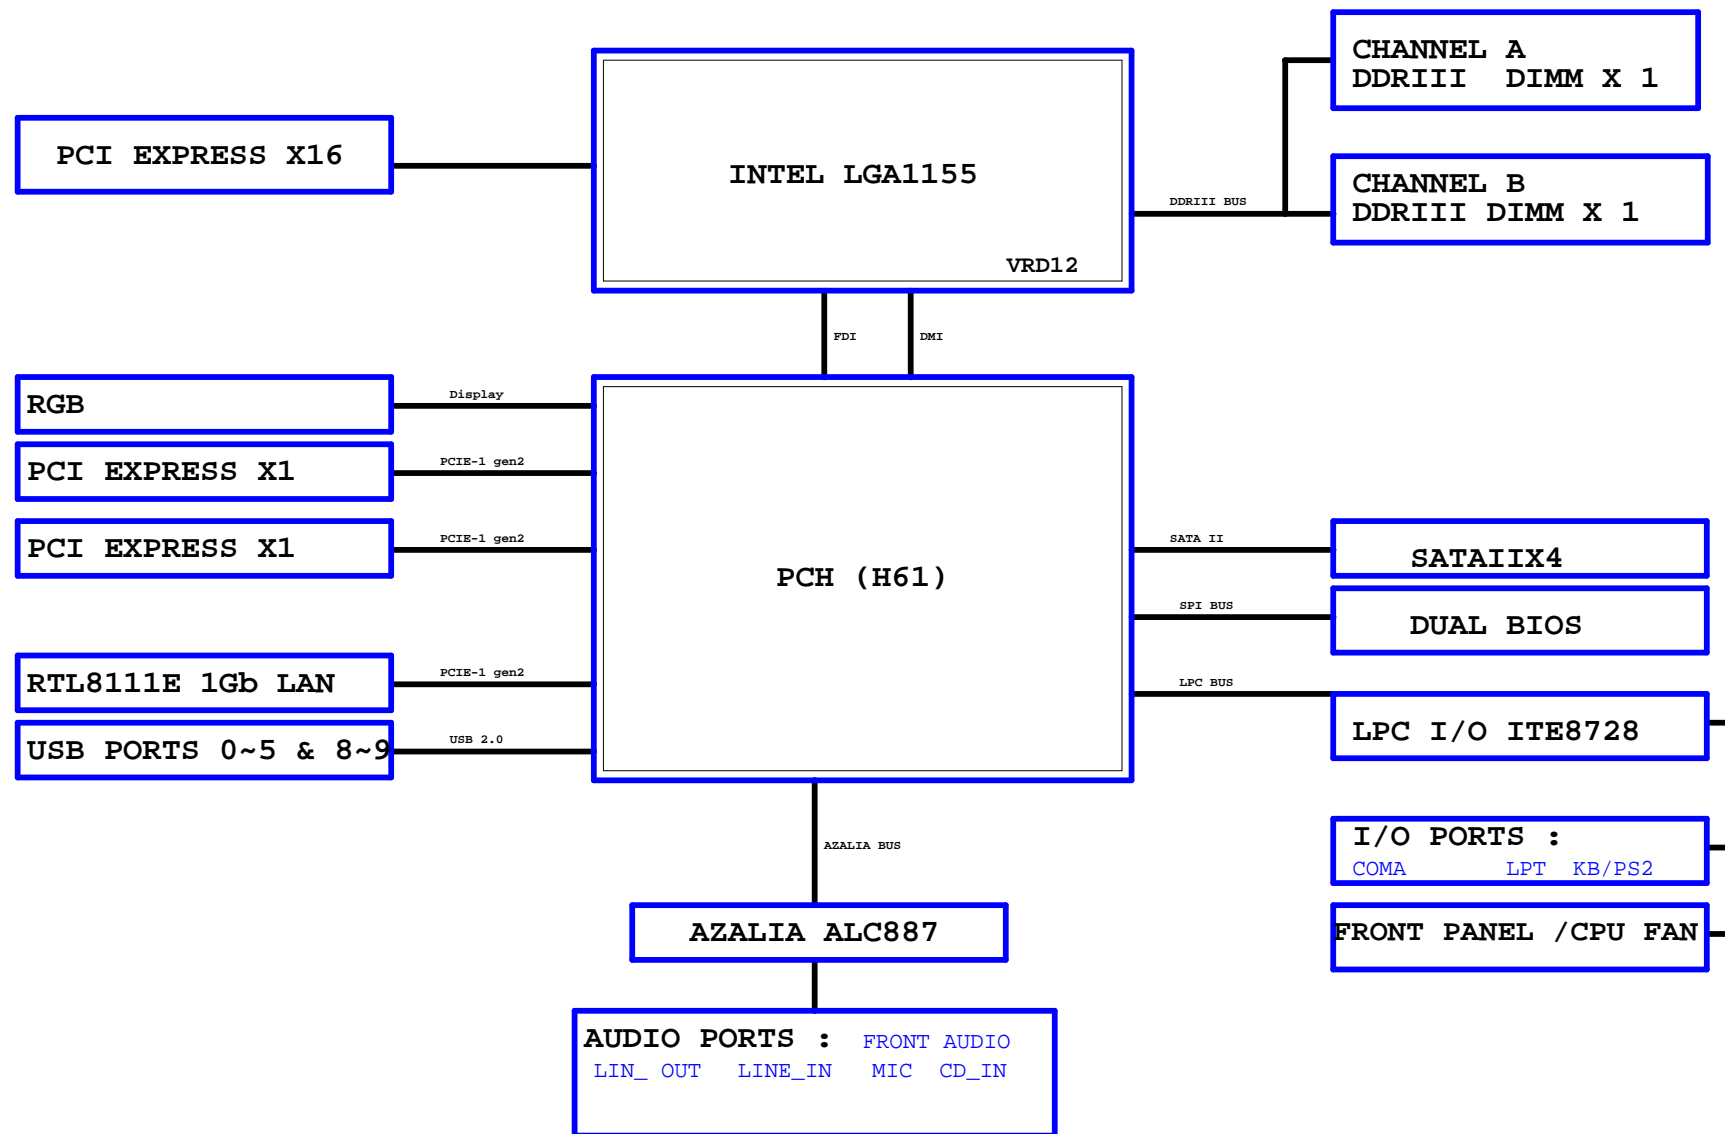 CHANNEL A
DDRIII DIMM X 1
PCI EXPRESS X16
INTEL LGA1155
CHANNEL B
DDRIII DIMM X 1
DDRIII BUS
VRD12
FDI
DMI
RGB
Display
PCI EXPRESS X1
PCIE-1 gen2
PCI EXPRESS X1
PCIE-1 gen2
PCH (H61)
SATA II
SATAIIX4
SPI BUS
DUAL BIOS
RTL8111E 1Gb LAN
PCIE-1 gen2
LPC BUS
LPC I/O ITE8728
USB PORTS 0~5 & 8~9
USB 2.0
AZALIA BUS
I/O PORTS :
COMA LPT KB/PS2
AZALIA ALC887
FRONT PANEL /CPU FAN
AUDIO PORTS : FRONT AUDIO
LIN_ OUT LINE_IN MIC CD_IN